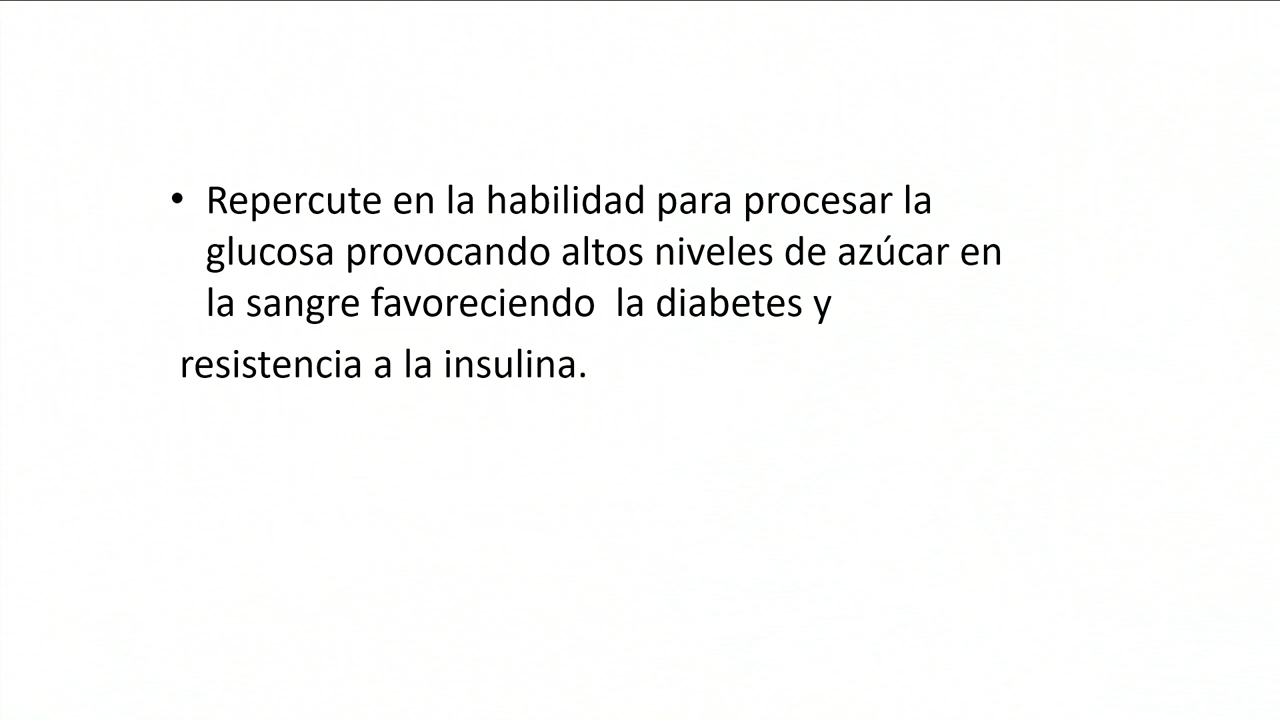 • Repercute en la habilidad para procesar la
glucosa provocando altos niveles de azúcar en
la sangre favoreciendo  la diabetes y
resistencia a la insulina.